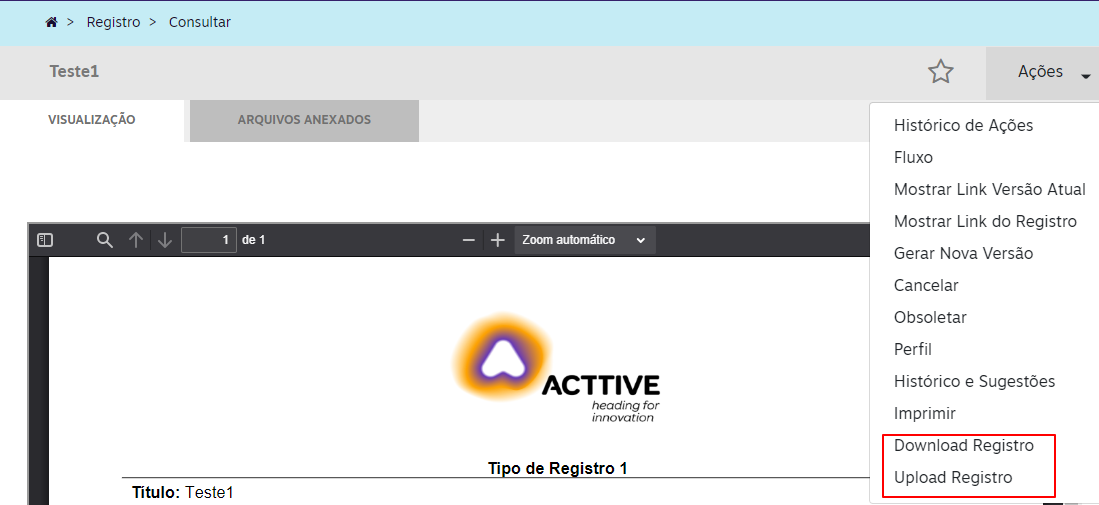 > Registro > Consultar
Teste1
Ações
VISUALIZAÇÃO ARQUIVOS ANEXADOS
Histórico de Ações
Fluxo
Mostrar Link Versão Atual
Mostrar Link do Registro
Gerar Nova Versão
Cancelar
Obsoletar
Perfil
Histórico e Sugestões
Imprimir
Download Registro
Upload Registro
1 de 1 Zoom automático
ACTTIVE
heading for
innovation
Tipo de Registro 1
Título: Teste1